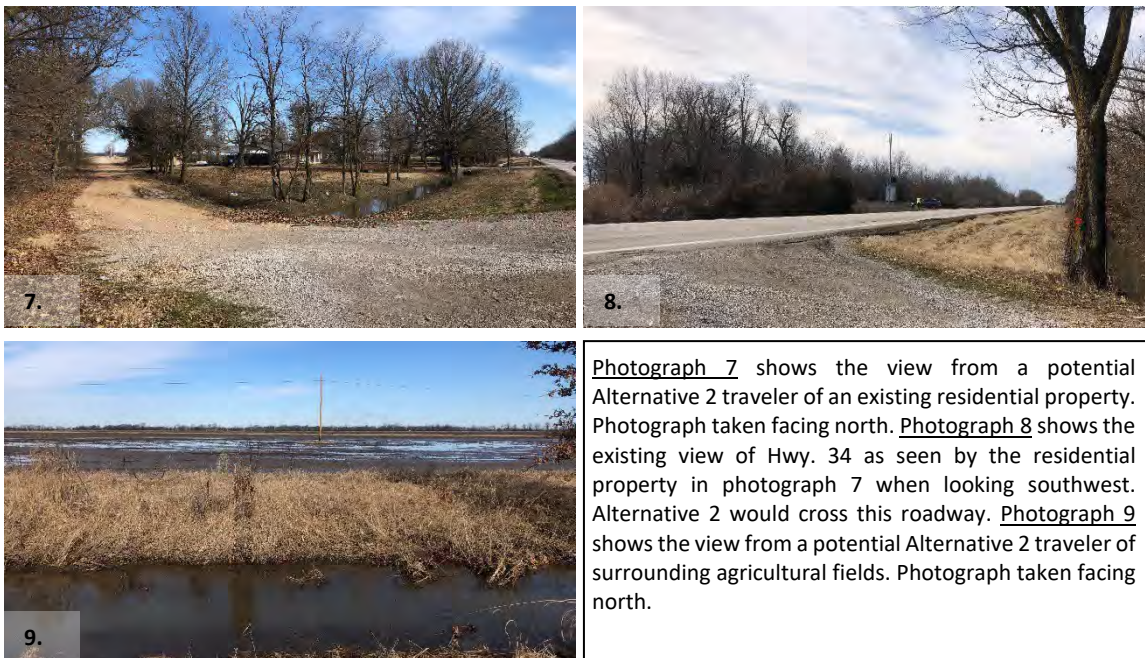 7.
8.
9.
Photograph 7 shows the view from a potential
Alternative 2 traveler of an existing residential property.
Photograph taken facing north. Photograph 8 shows the
existing view of Hwy. 34 as seen by the residential
property in photograph 7 when looking southwest.
Alternative 2 would cross this roadway. Photograph 9
shows the view from a potential Alternative 2 traveler of
surrounding agricultural fields. Photograph taken facing
north.